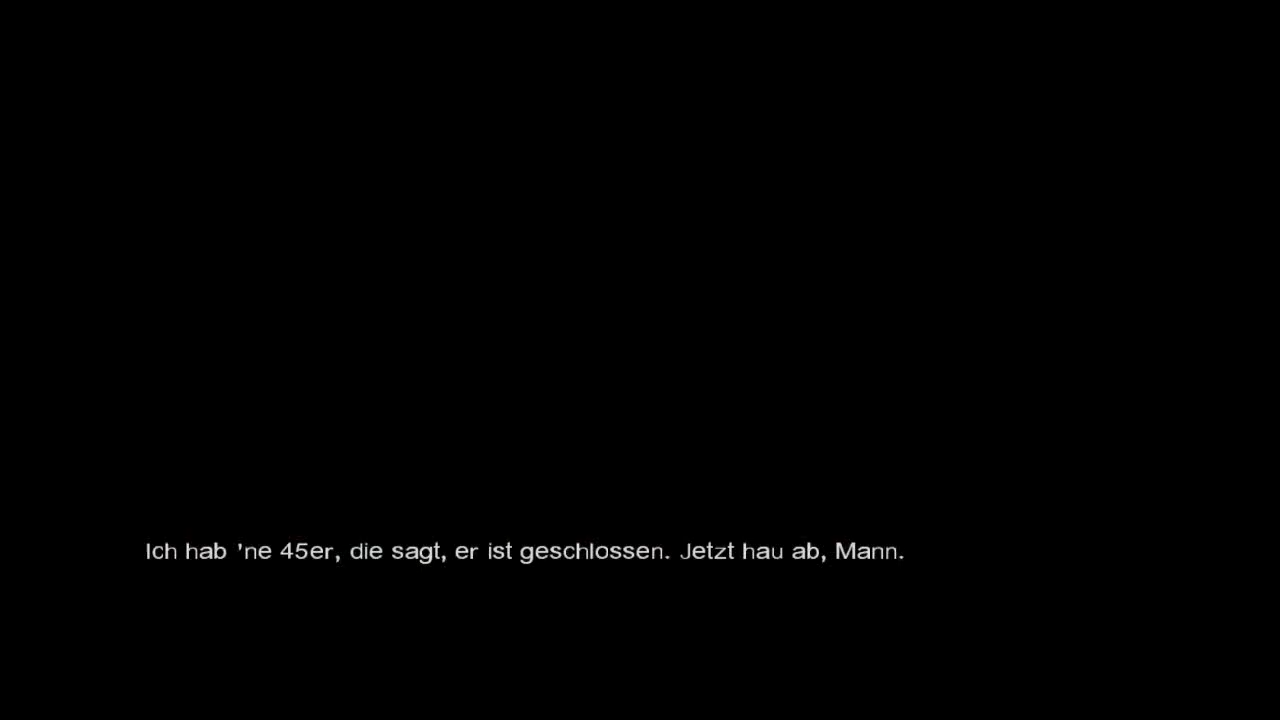 Ich hab 'ne 45er, die sagt, er ist geschlossen. Jetzt hau ab, Mann.